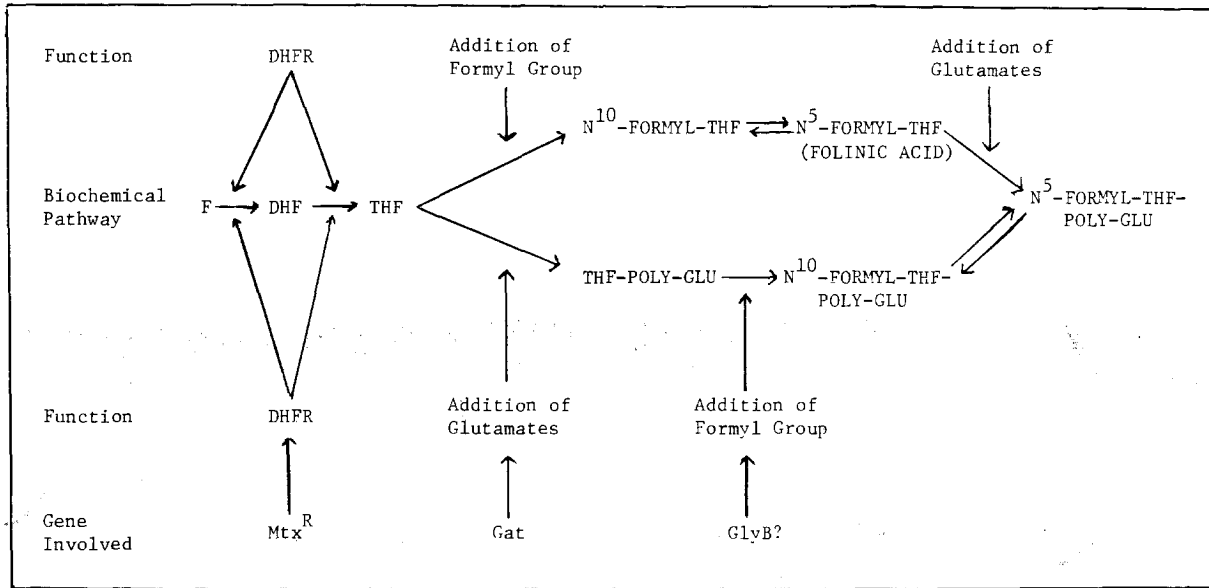 Function
DHFR
Addition of
Formyl Group
Addition of
Glutamates
N10-FORMYL-THF
N5-FORMYL-THF
(FOLINIC ACID)
Biochemical
Pathway
F
DHF
THF
N5-FORMYL-THF-
POLY-GLU
THF-POLY-GLU
N10-FORMYL-THF-
POLY-GLU
Function
DHFR
Addition of
Glutamates
Addition of
Formyl Group
Gene
Involved
MtxR
Gat
GlyB?